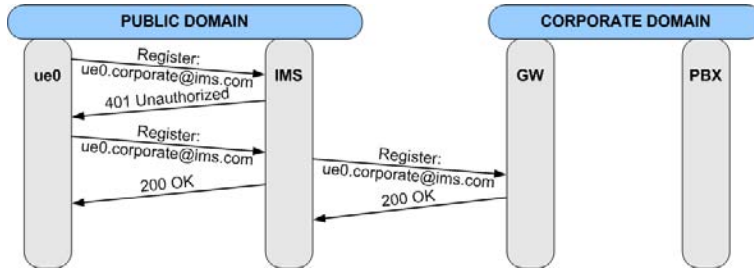 PUBLIC DOMAIN
CORPORATE DOMAIN
ue0
IMS
GW
PBX
Register:
ue0.corporate@ims.com
401 Unauthorized
Register:
ue0.corporate@ims.com
Register:
ue0.corporate@ims.com
200 OK
200 OK